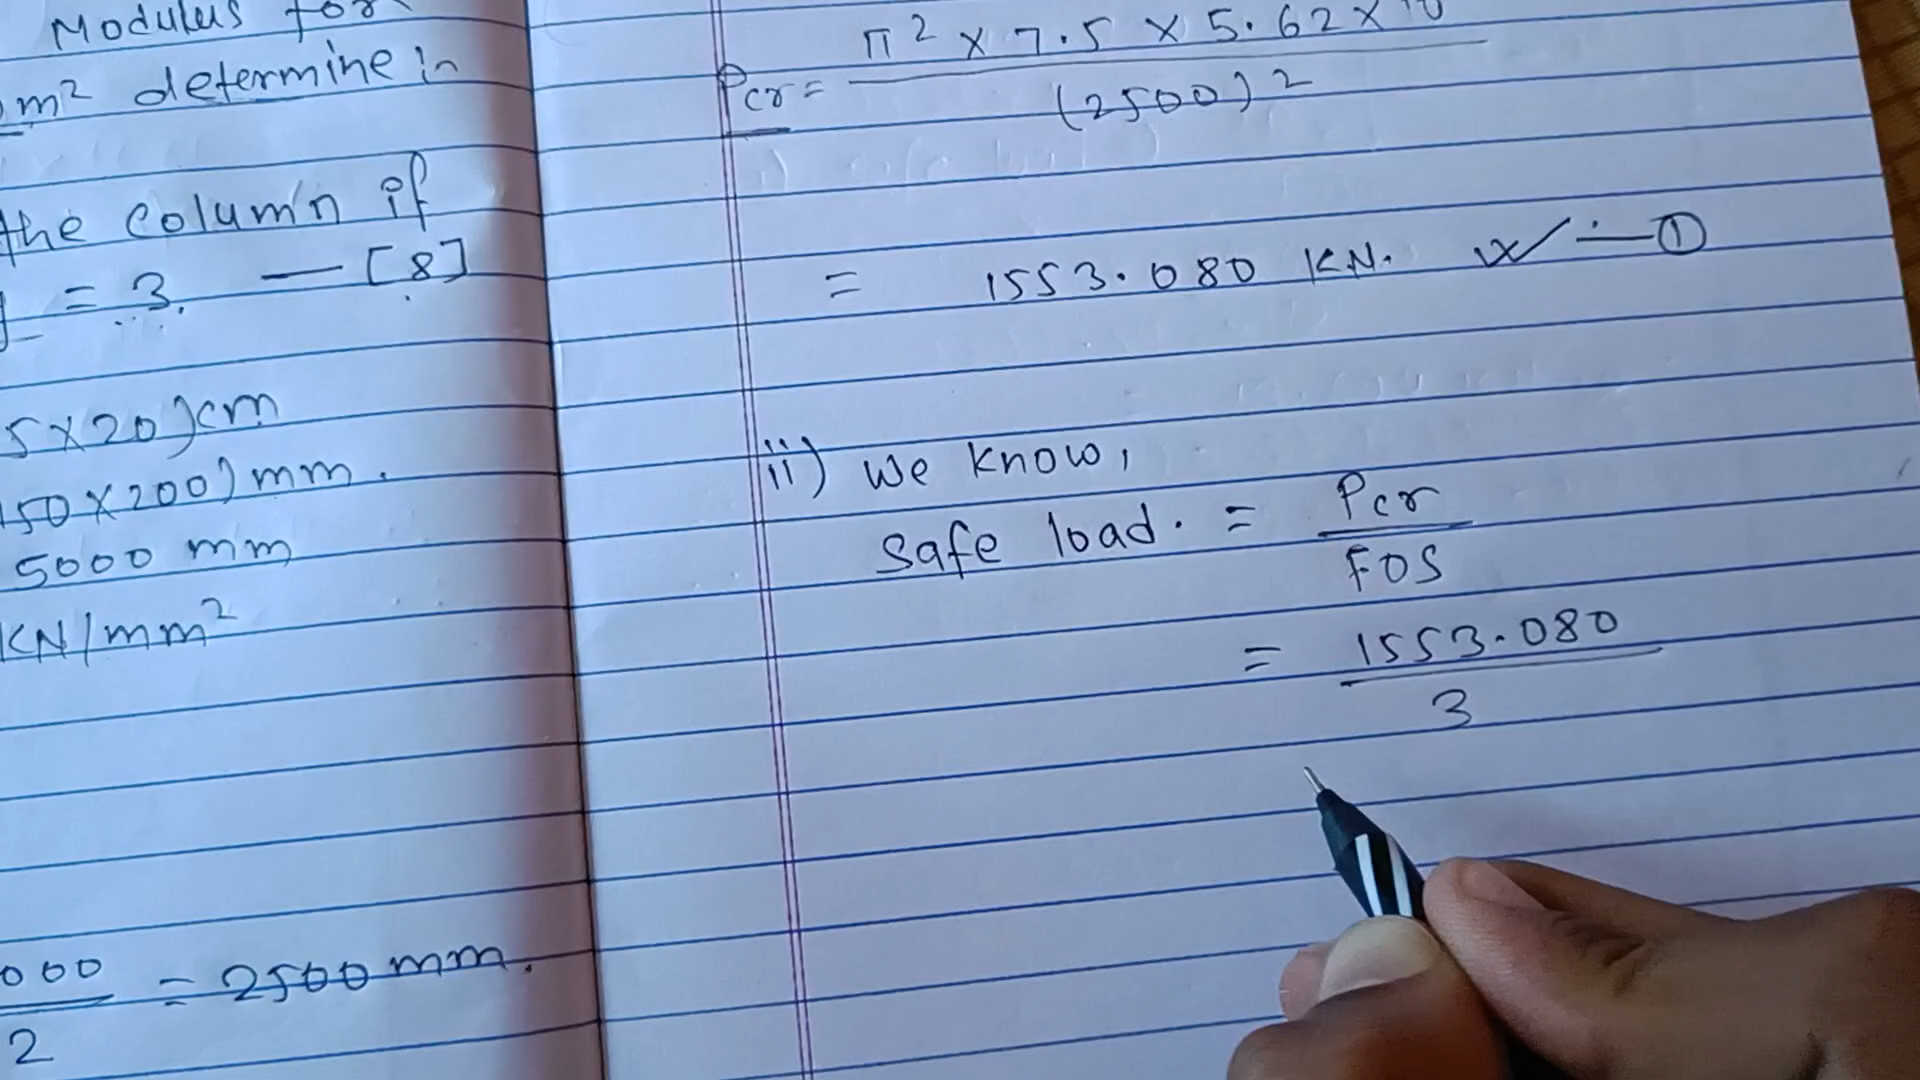 Modulus for
m² determine in
the column if
= 3. — [8]
5×20)cm
150×200)mm.
5000 mm
KN/mm²
000
2
= 2500 mm.
Pcr = π² × 7.5 × 5.62 × 10
(2500)²
= 1553.080 KN. — ①
ii) We know,
Safe load. = Pcr
FOS
= 1553.080
3